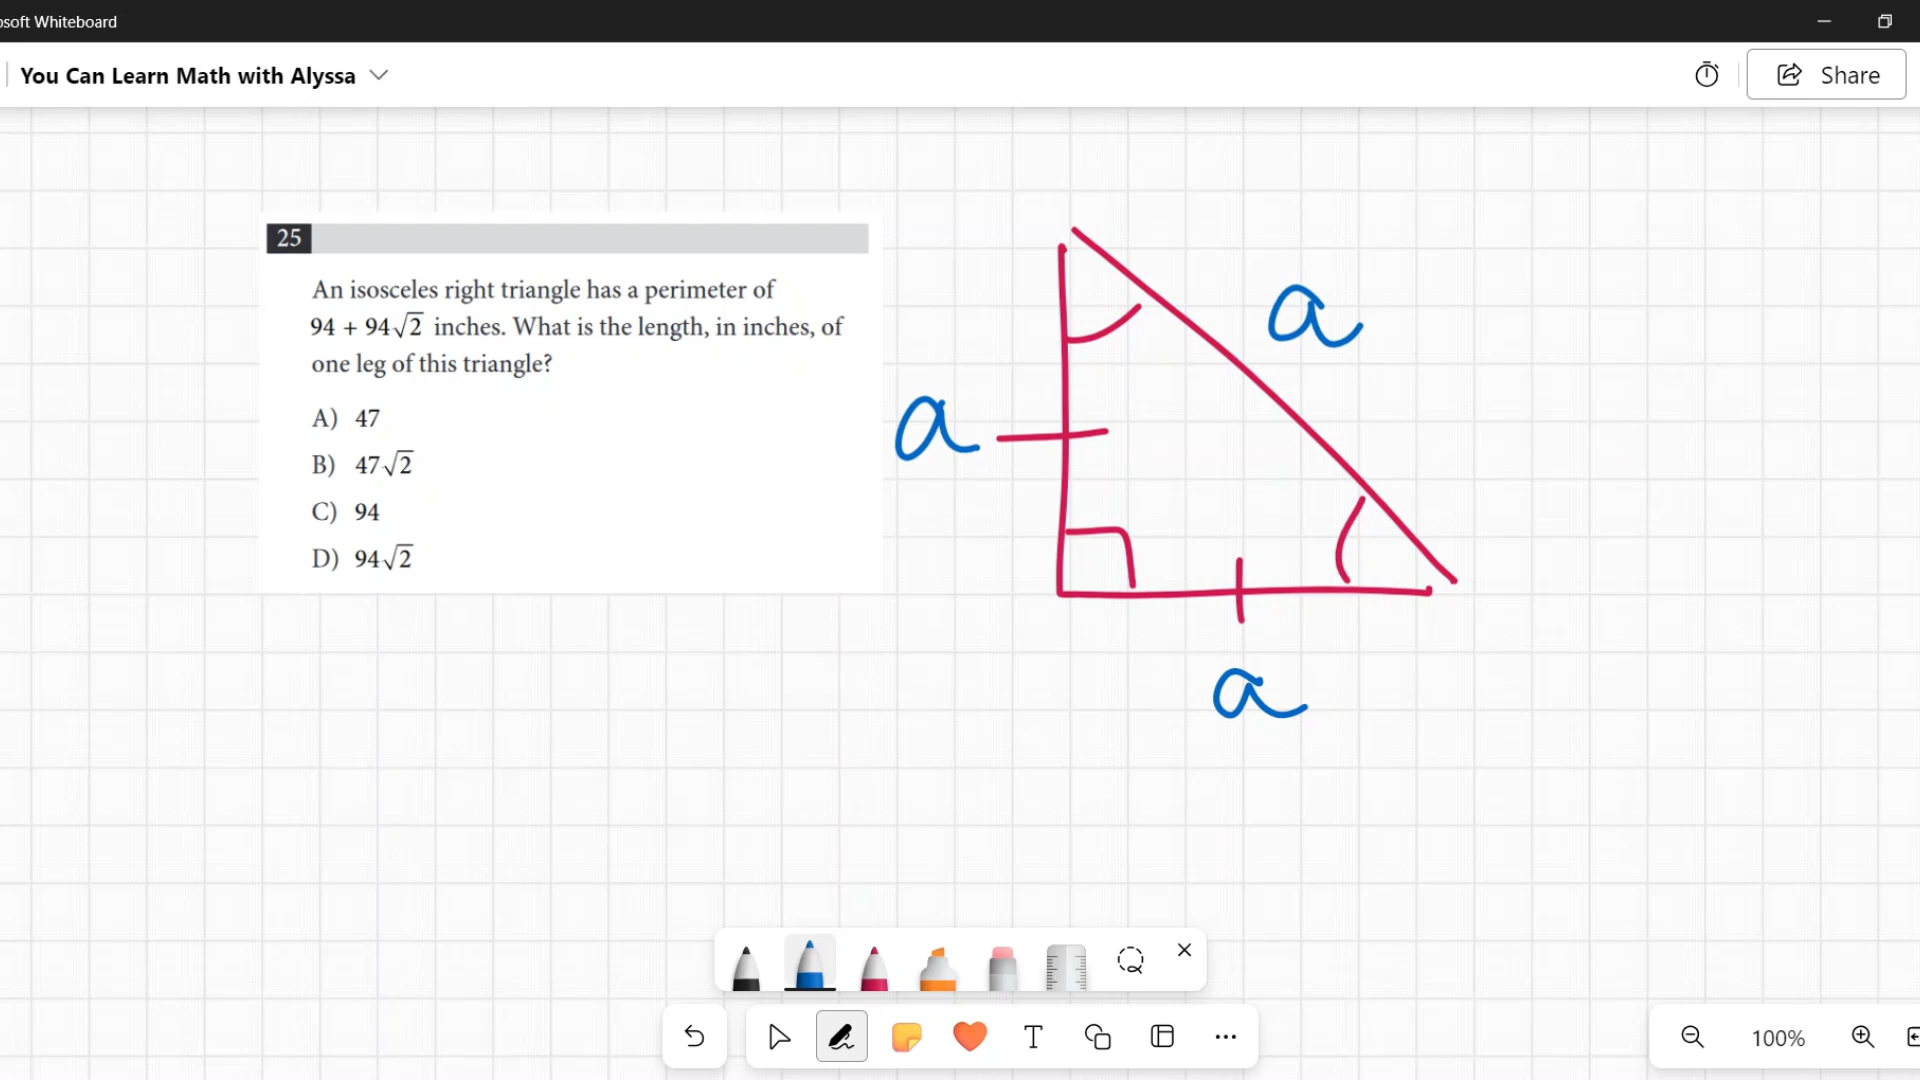 osoft Whiteboard
You Can Learn Math with Alyssa
Share
25
An isosceles right triangle has a perimeter of
94 + 94√2 inches. What is the length, in inches, of
one leg of this triangle?
A) 47
B) 47√2
C) 94
D) 94√2
a
a
a
T
100%